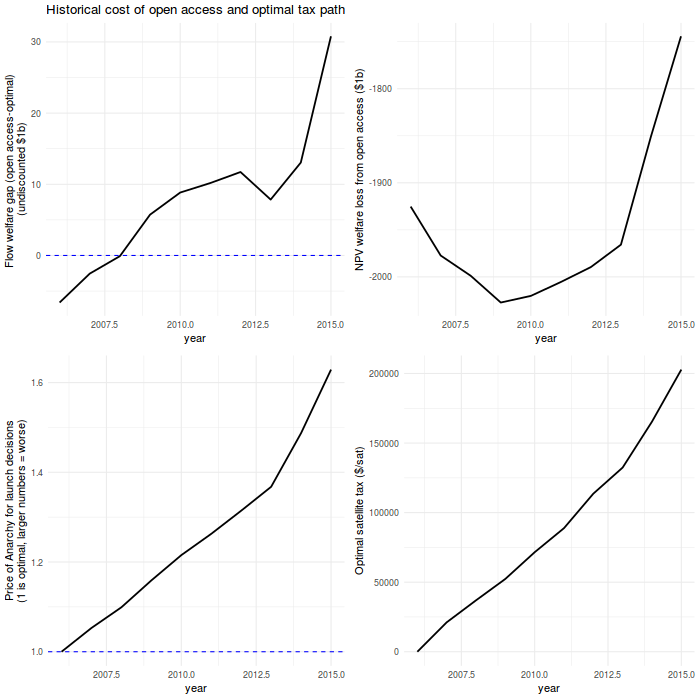 Historical cost of open access and optimal tax path
Flow welfare gap (open access-optimal)
(undiscounted $1b)
30
20
10
0
2007.5
2010.0
2012.5
2015.0
year
NPV welfare loss from open access ($1b)
-1800
-1900
-2000
2007.5
2010.0
2012.5
2015.0
year
Price of Anarchy for launch decisions
(1 is optimal, larger numbers = worse)
1.6
1.4
1.2
1.0
2007.5
2010.0
2012.5
2015.0
year
Optimal satellite tax ($/sat)
200000
150000
100000
50000
0
2007.5
2010.0
2012.5
2015.0
year